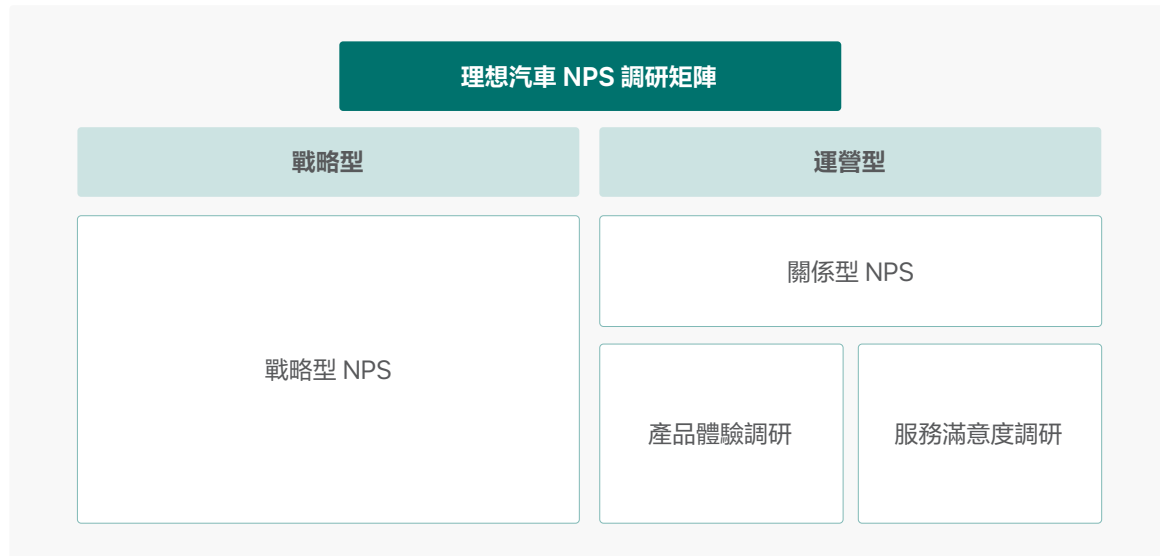 理想汽車 NPS 調研矩陣
戰略型
運營型
戰略型 NPS
關係型 NPS
產品體驗調研
服務滿意度調研